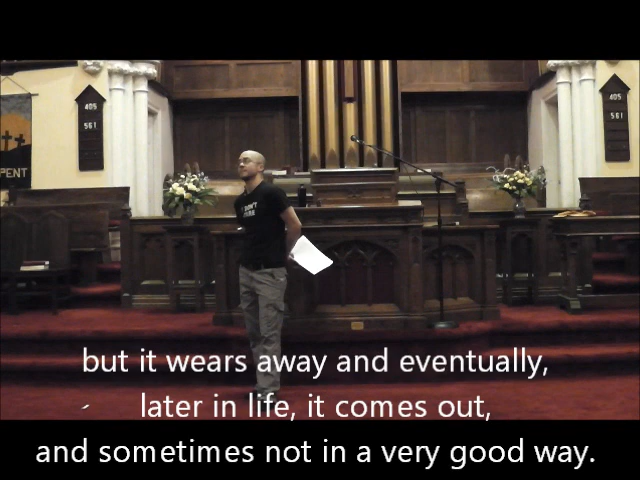 405
561
405
561
PENT
DON'T
but it wears away and eventually,
later in life, it comes out,
and sometimes not in a very good way.